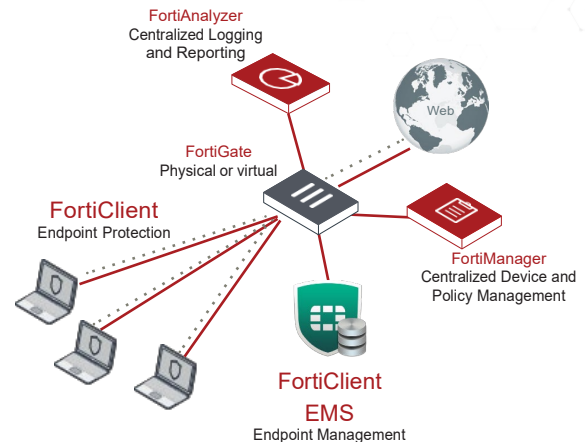 FortiAnalyzer
Centralized Logging
and Reporting
Web
FortiGate
Physical or virtual
FortiClient
Endpoint Protection
FortiManager
Centralized Device and
Policy Management
FortiClient
EMS
Endpoint Management